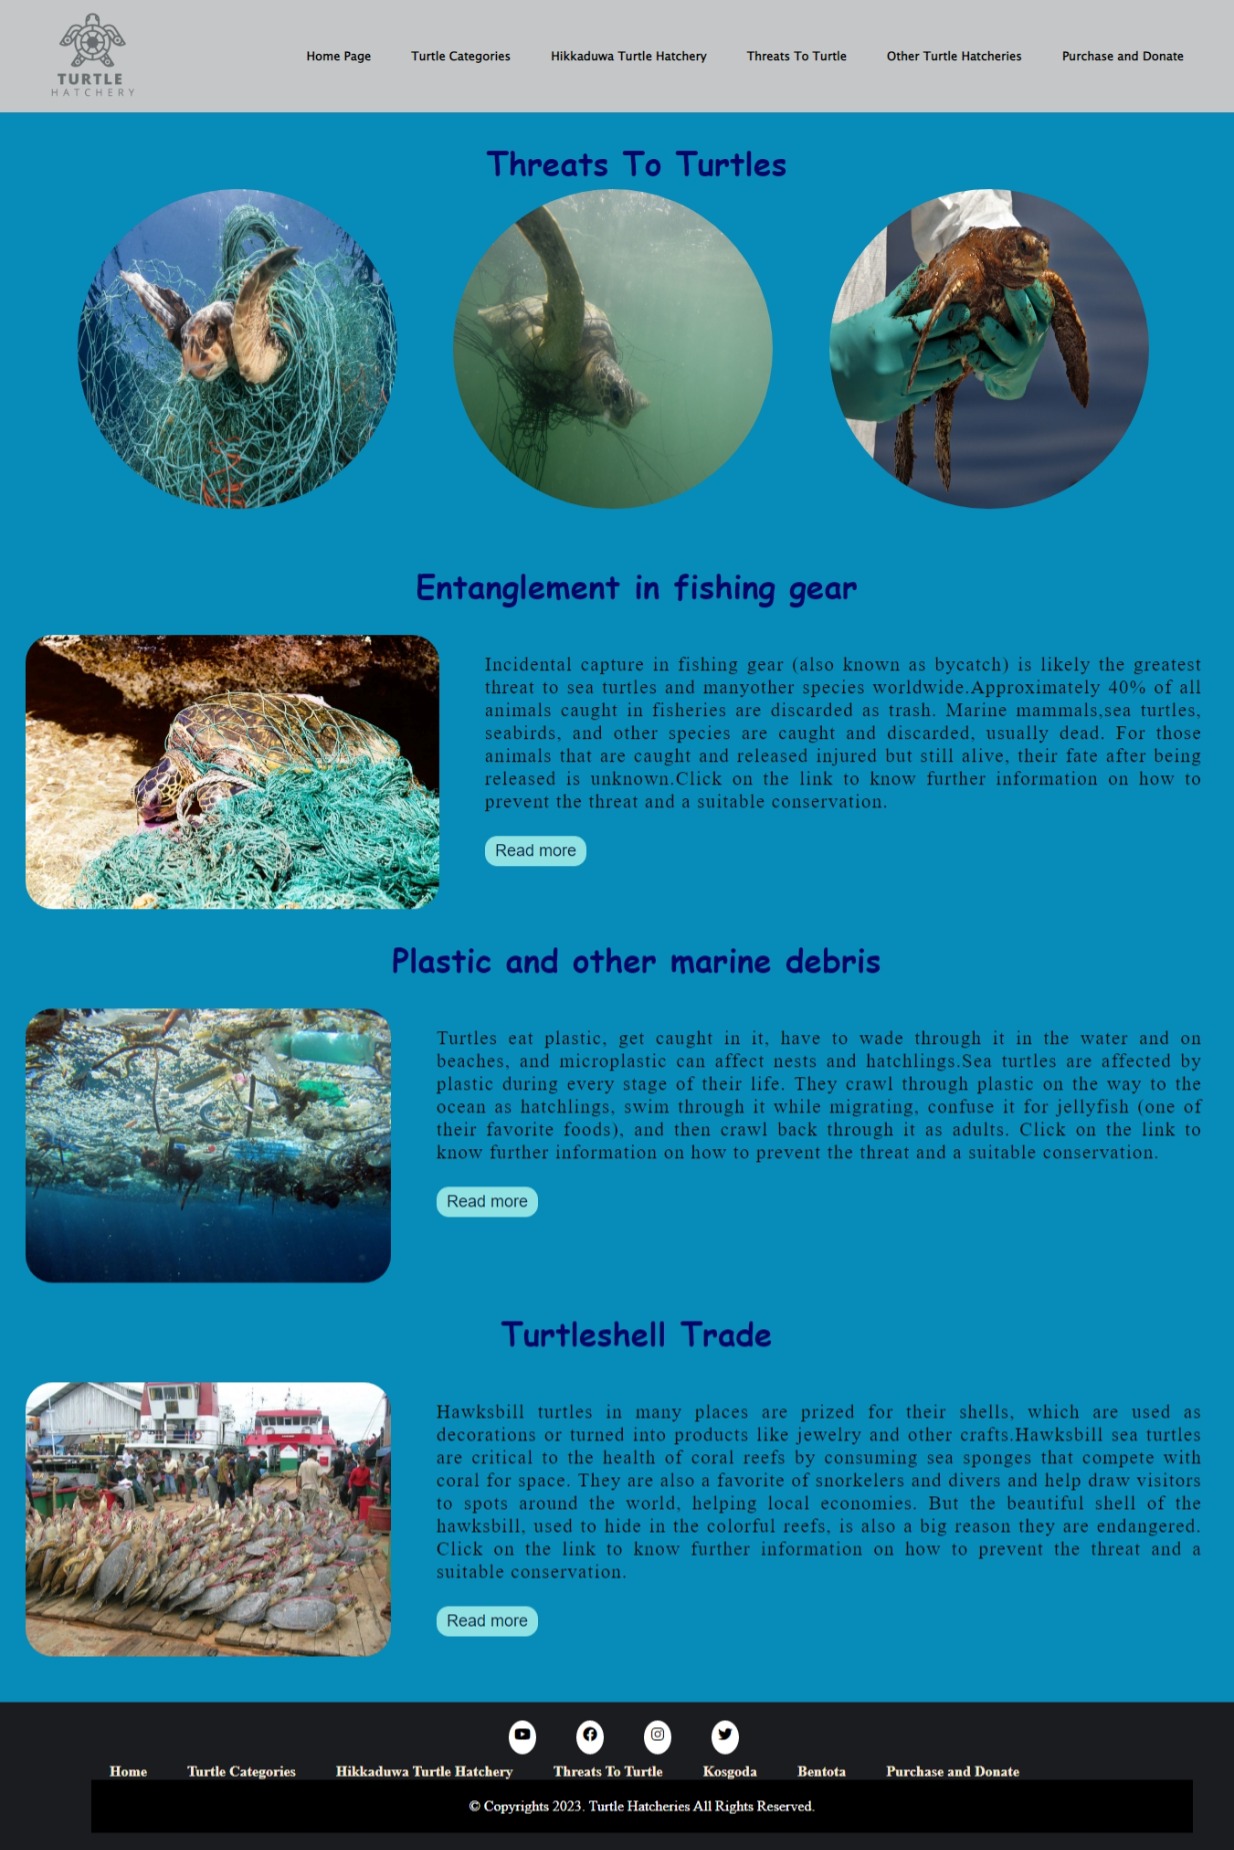 TURTLE
HATCHERY
Home Page
Turtle Categories
Hikkaduwa Turtle Hatchery
Threats To Turtle
Other Turtle Hatcheries
Purchase and Donate
Threats To Turtles
Entanglement in fishing gear
Incidental capture in fishing gear (also known as bycatch) is likely the greatest
threat to sea turtles and manyother species worldwide.Approximately 40% of all
animals caught in fisheries are discarded as trash. Marine mammals,sea turtles,
seabirds, and other species are caught and discarded, usually dead. For those
animals that are caught and released injured but still alive, their fate after being
released is unknown.Click on the link to know further information on how to
prevent the threat and a suitable conservation.
Read more
Plastic and other marine debris
Turtles eat plastic, get caught in it, have to wade through it in the water and on
beaches, and microplastic can affect nests and hatchlings.Sea turtles are affected by
plastic during every stage of their life. They crawl through plastic on the way to the
ocean as hatchlings, swim through it while migrating, confuse it for jellyfish (one of
their favorite foods), and then crawl back through it as adults. Click on the link to
know further information on how to prevent the threat and a suitable conservation.
Read more
Turtleshell Trade
Hawksbill turtles in many places are prized for their shells, which are used as
decorations or turned into products like jewelry and other crafts.Hawksbill sea turtles
are critical to the health of coral reefs by consuming sea sponges that compete with
coral for space. They are also a favorite of snorkelers and divers and help draw visitors
to spots around the world, helping local economies. But the beautiful shell of the
hawksbill, used to hide in the colorful reefs, is also a big reason they are endangered.
Click on the link to know further information on how to prevent the threat and a
suitable conservation.
Read more
Home
Turtle Categories
Hikkaduwa Turtle Hatchery
Threats To Turtle
Kosgoda
Bentota
Purchase and Donate
© Copyrights 2023. Turtle Hatcheries All Rights Reserved.